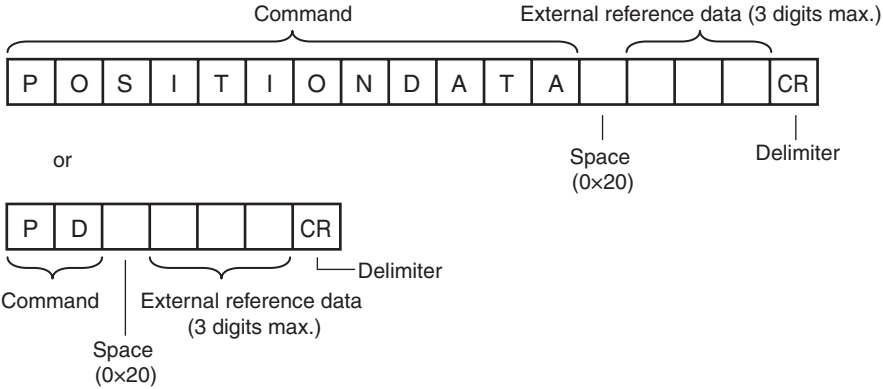 Command External reference data (3 digits max.)
P O S I T I O N D A T A CR
Space
(0×20)
Delimiter
or
P D CR
Delimiter
Command External reference data
(3 digits max.)
Space
(0×20)